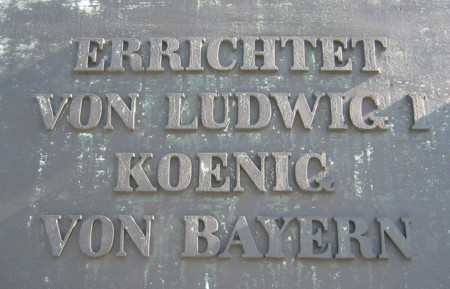 ERRICHTET
VON LUDWIG I
KOENIG
VON BAYERN